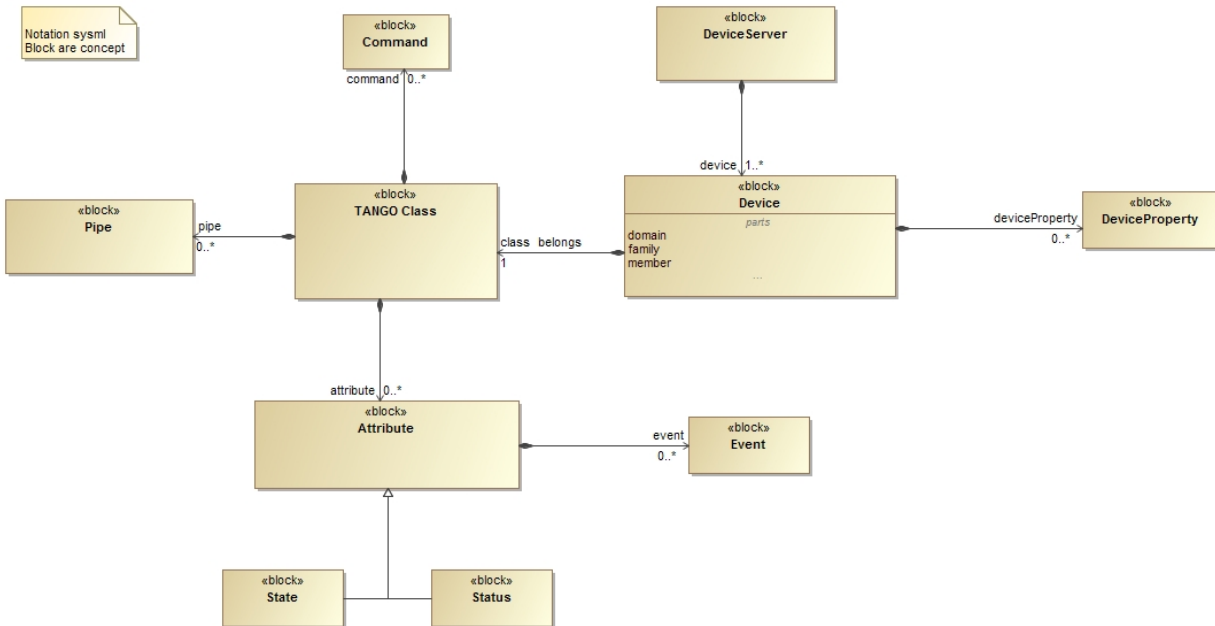 Notation sysml
Block are concept
«block»
Command
command 0..*
«block»
DeviceServer
device 1..*
«block»
Pipe
pipe
0..*
«block»
TANGO Class
class belongs
1
«block»
Device
parts
domain
family
member
...
deviceProperty
0..*
«block»
DeviceProperty
attribute 0..*
«block»
Attribute
event
0..*
«block»
Event
«block»
State
«block»
Status